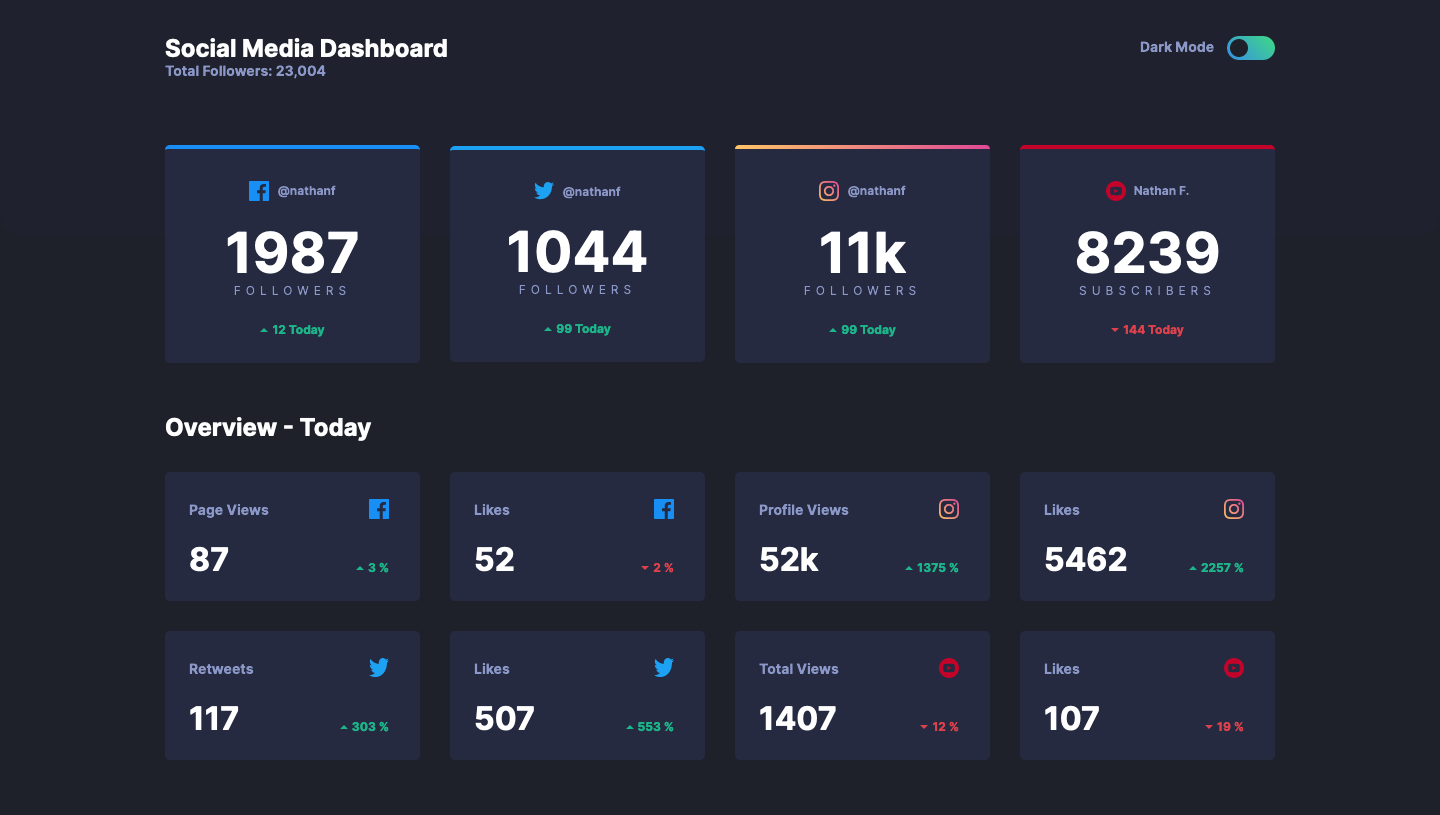 Social Media Dashboard
Total Followers: 23,004
Dark Mode
@nathanf
1987
FOLLOWERS
12 Today
@nathanf
1044
FOLLOWERS
99 Today
@nathanf
11k
FOLLOWERS
99 Today
Nathan F.
8239
SUBSCRIBERS
144 Today
Overview - Today
Page Views
87
3 %
Likes
52
2 %
Profile Views
52k
1375 %
Likes
5462
2257 %
Retweets
117
303 %
Likes
507
553 %
Total Views
1407
12 %
Likes
107
19 %